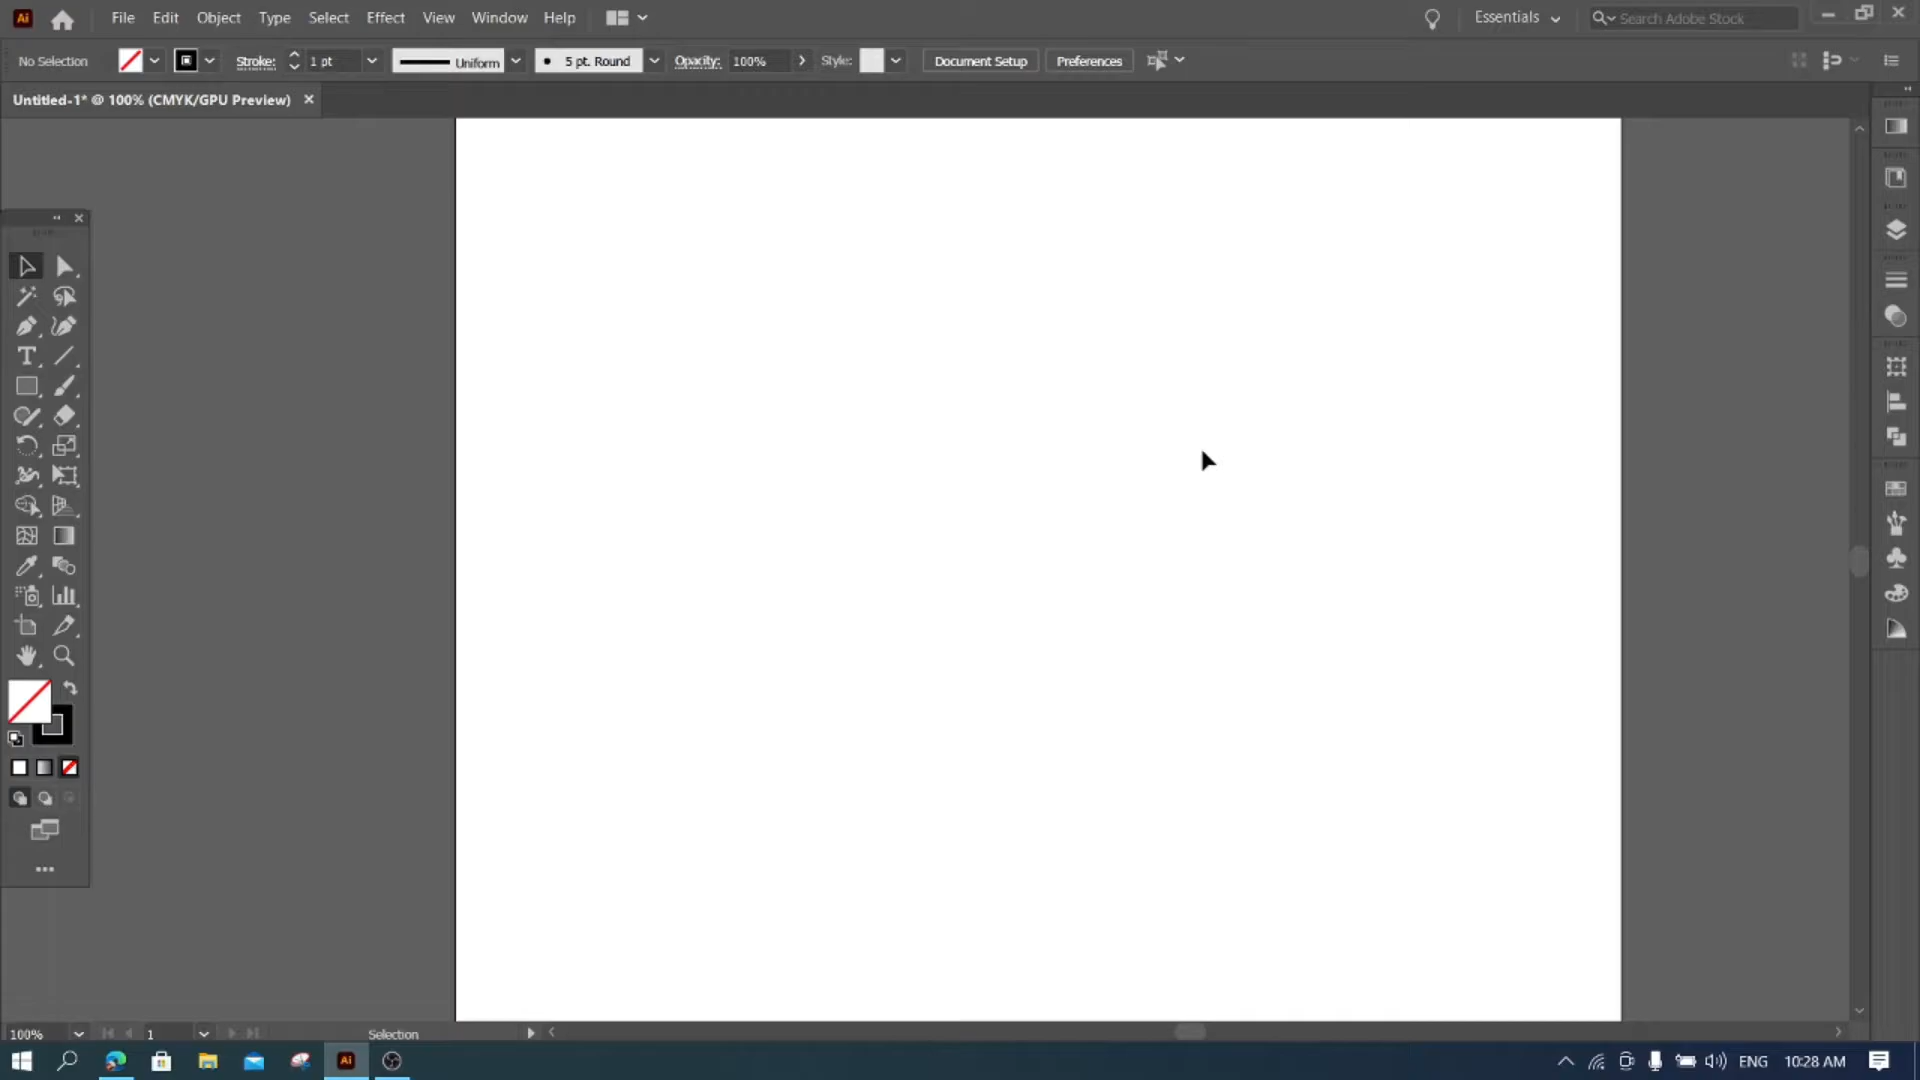 Ai File Edit Object Type Select Effect View Window Help Essentials Search Adobe Stock
No Selection Stroke: 1 pt Uniform 5 pt. Round Opacity: 100% Style: Document Setup Preferences
Untitled-1* @ 100% (CMYK/GPU Preview)
100% 1 Selection
Ai ENG 10:28 AM